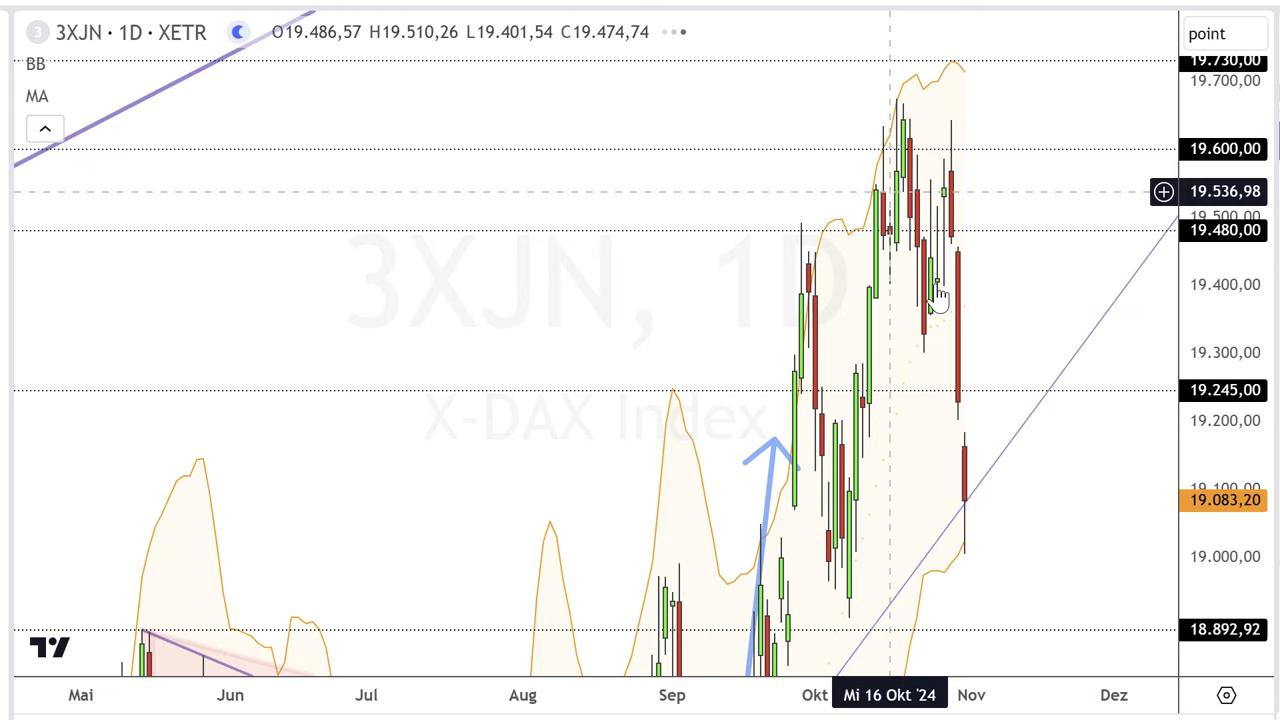 3 3XJN · 1D · XETR O19.486,57 H19.510,26 L19.401,54 C19.474,74
BB
MA
point
19.730,00
19.700,00
19.600,00
19.536,98
19.500,00
19.480,00
19.400,00
19.300,00
19.245,00
19.200,00
19.100,00
19.083,20
19.000,00
18.892,92
3XJN, 1D
X-DAX Index
Mai Jun Jul Aug Sep Okt Mi 16 Okt '24 Nov Dez